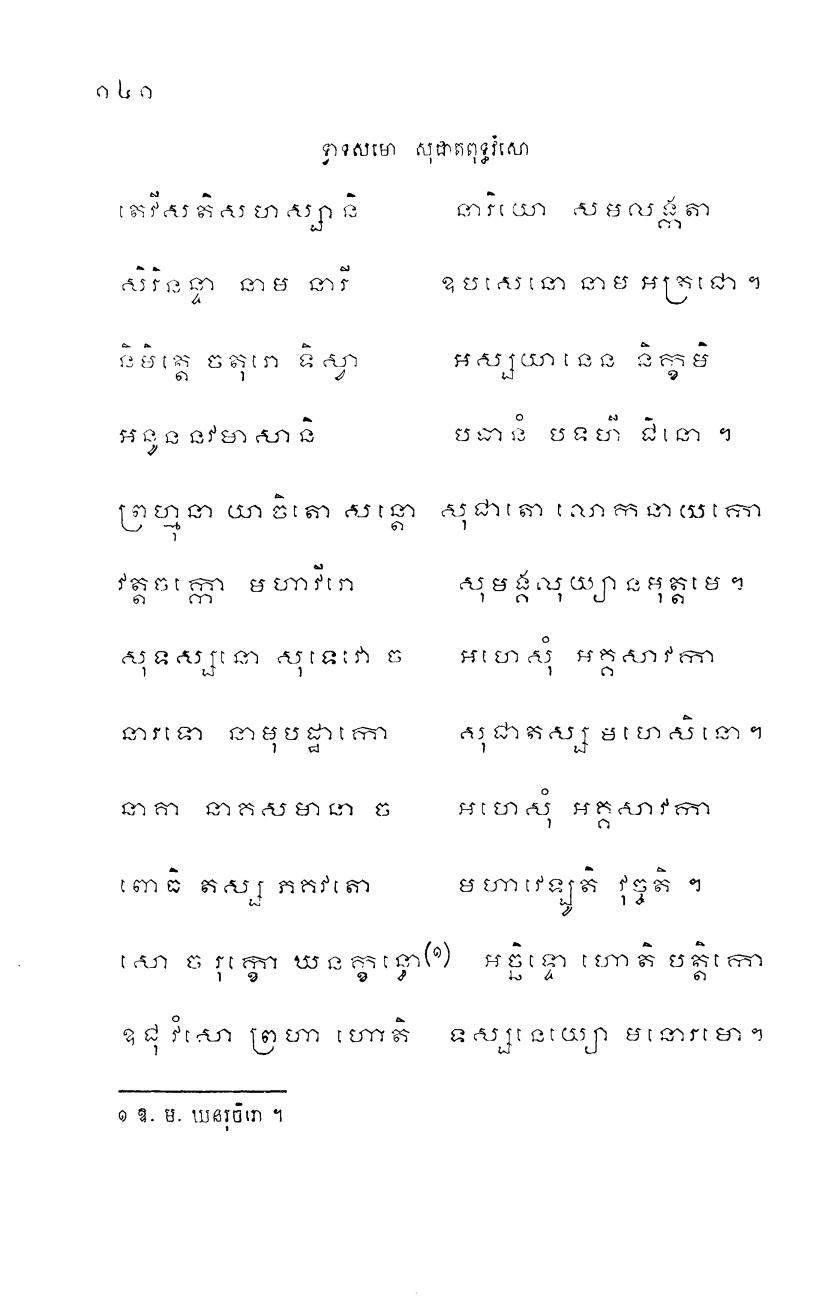 ១៤១
ទ្វាទសមោ សុជាតពុទ្ធវំសោ
តេវីសតិសហស្សានិ នារិយោ សមលង្កតា
សិរិនន្ទា នាម នារី ឧបសេនោ នាម អត្រជោ ។
និមិត្តេ ចតុរោ ទិស្វា អស្សយានេន និក្ខមិ
អនូននវមាសានិ បធានំ បទហី ជិនោ ។
ព្រហ្មុនា យាចិតោ សន្តោ សុជាតោ លោកនាយកោ
វត្តចក្កោ មហាវីរោ សុមង្គលុយ្យានអុត្តមេ ។
សុទស្សនោ សុទេវោ ច អហេសុំ អគ្គសាវកា
នារទោ នាមុបដ្ឋាកោ សុជាតស្ស មហេសិនោ ។
នាគា នាគសមានា ច អហេសុំ អគ្គសាវកា
ពោធិ តស្ស ភគវតោ មហាវេឡូតិ វុច្ចតិ ។
សោ ច រុក្ខោ ឃនក្ខន្ធោ(១) អច្ឆិទ្ទោ ហោតិ បត្តិកោ
ឧជុ វំសោ ព្រហា ហោតិ ទស្សនេយ្យោ មនោរមោ ។
១ ឱ. ម. ឃនរុចិរោ ។